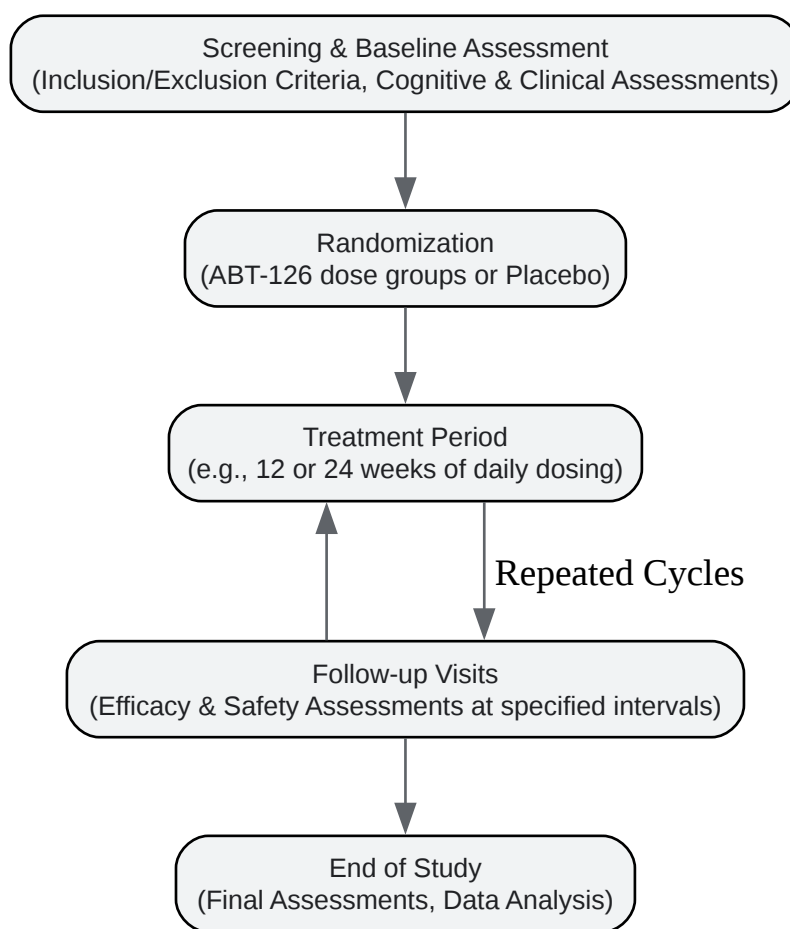 Screening & Baseline Assessment
(Inclusion/Exclusion Criteria, Cognitive & Clinical Assessments)
Randomization
(ABT-126 dose groups or Placebo)
Treatment Period
(e.g., 12 or 24 weeks of daily dosing)
Repeated Cycles
Follow-up Visits
(Efficacy & Safety Assessments at specified intervals)
End of Study
(Final Assessments, Data Analysis)